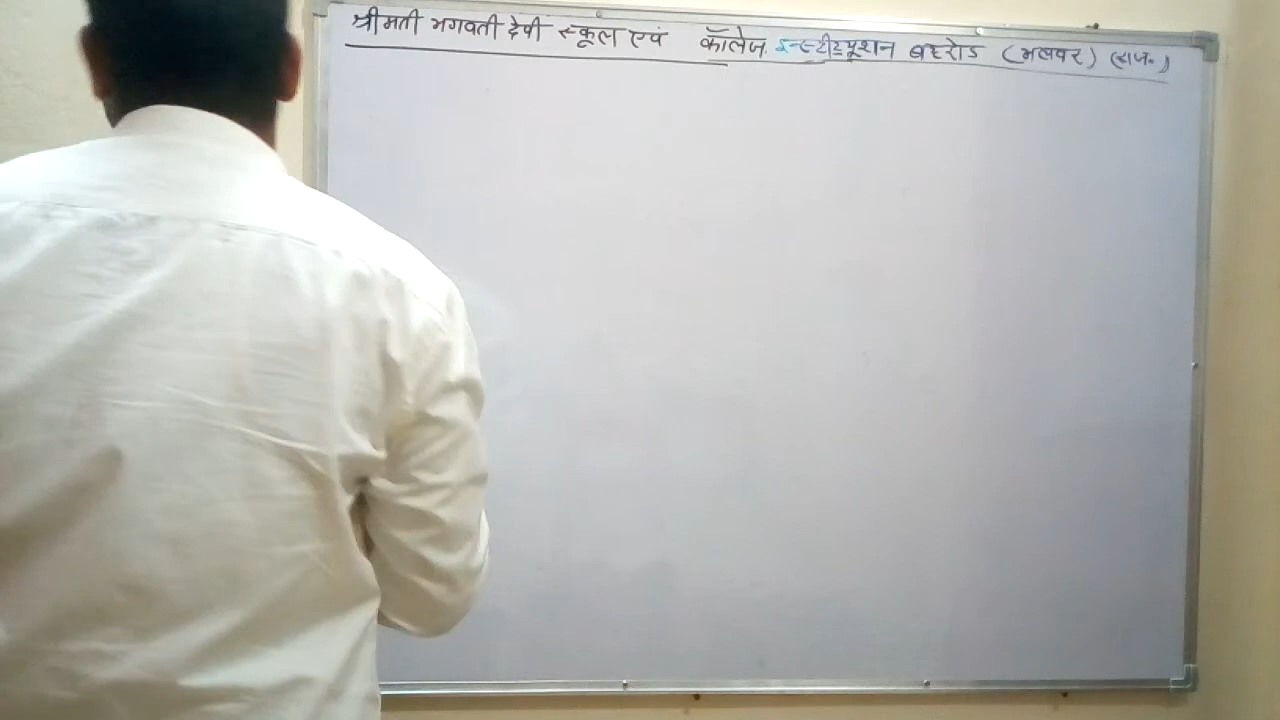 श्रीमती भगवती देवी स्कूल एवं कॉलेज इन्स्टीट्यूशन बहरोड (अलवर) (राज.)